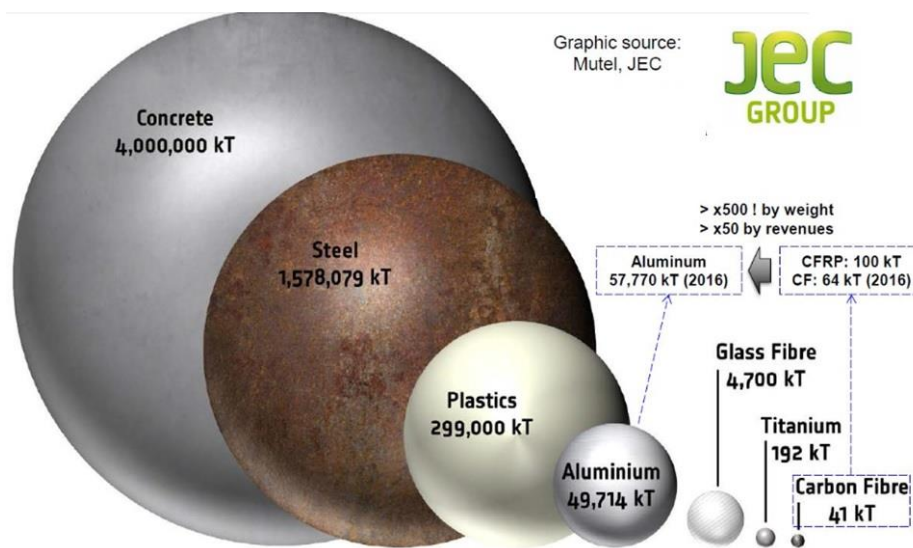 Graphic source:
Mutel, JEC
JEC
GROUP
Concrete
4,000,000 kT
Steel
1,578,079 kT
Plastics
299,000 kT
Aluminium
49,714 kT
> x500 ! by weight
> x50 by revenues
Aluminum
57,770 kT (2016)
CFRP: 100 kT
CF: 64 kT (2016)
Glass Fibre
4,700 kT
Titanium
192 kT
Carbon Fibre
41 kT